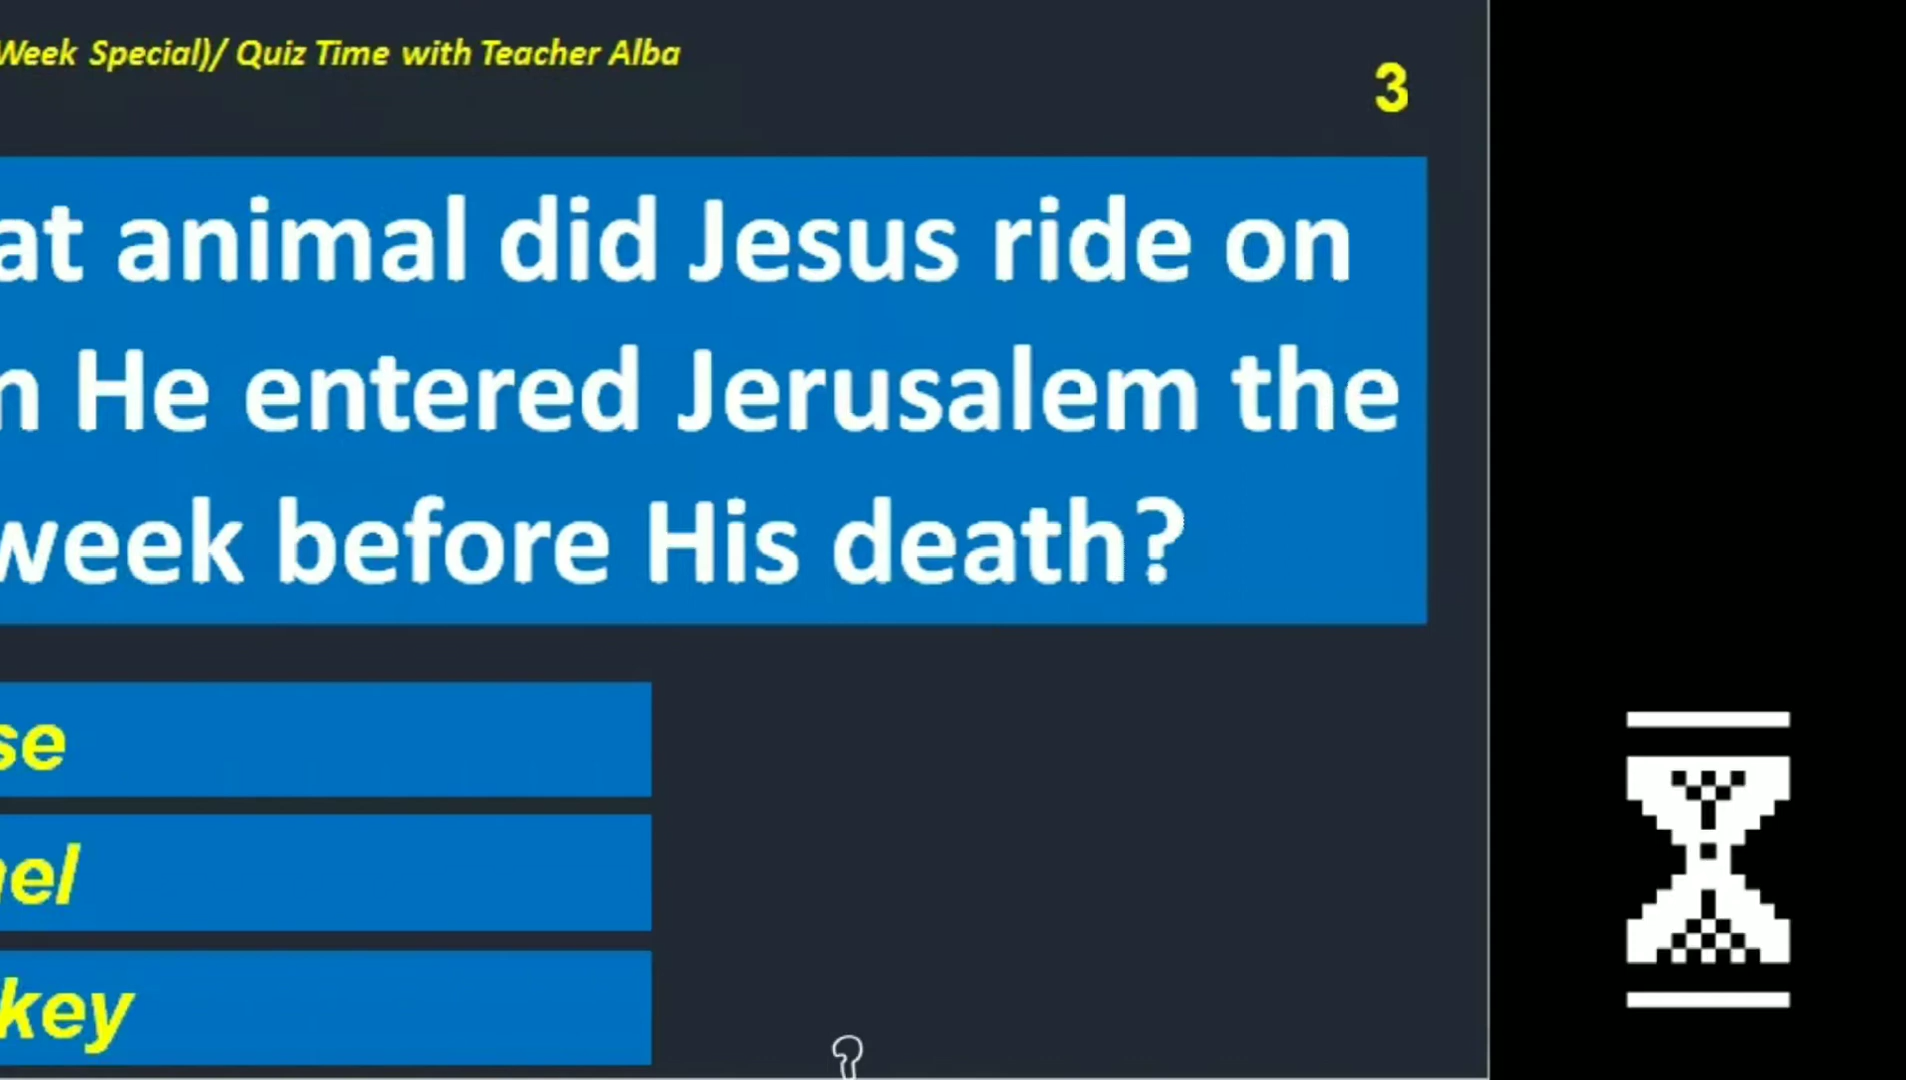 Week Special)/ Quiz Time with Teacher Alba
3
at animal did Jesus ride on
n He entered Jerusalem the
week before His death?
se
el
key
?